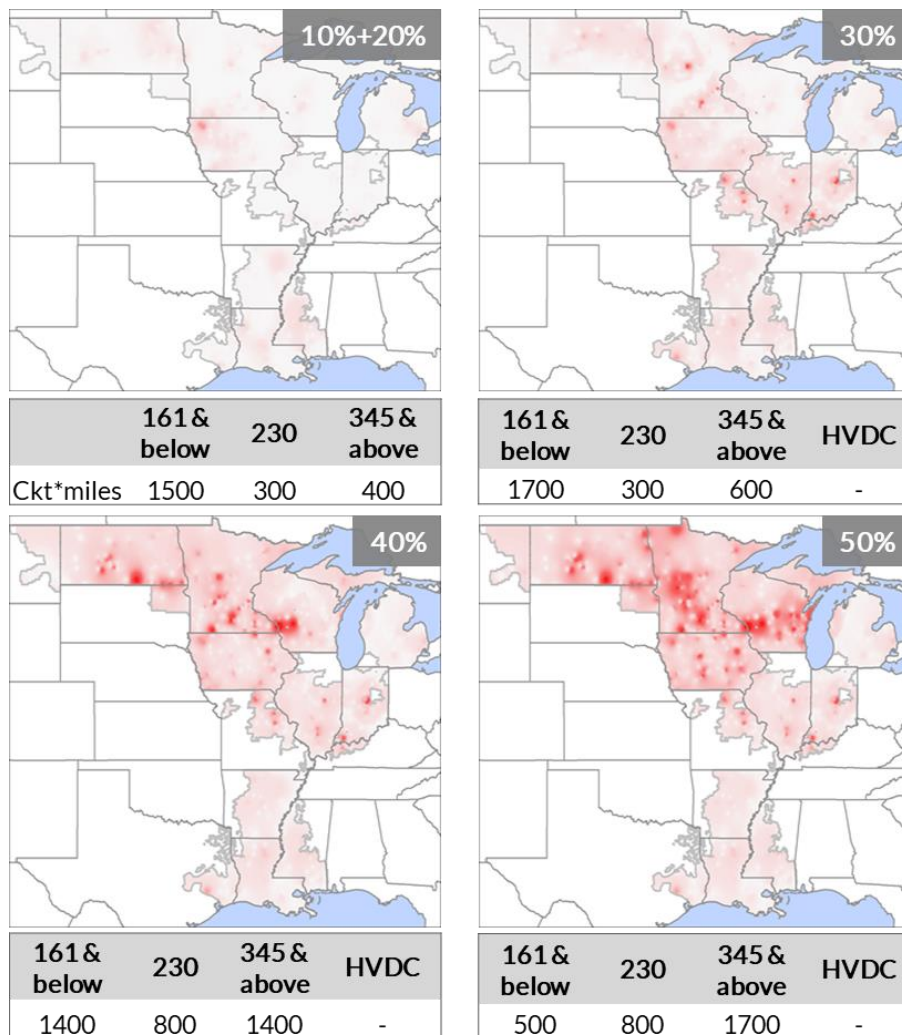 10%+20%
30%
161 & below 230 345 & above
Ckt*miles 1500 300 400
161 & below 230 345 & above HVDC
1700 300 600 -
40%
50%
161 & below 230 345 & above HVDC
1400 800 1400 -
161 & below 230 345 & above HVDC
500 800 1700 -